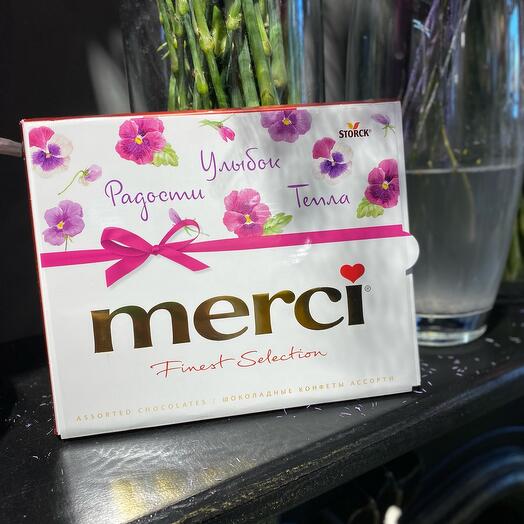 STORCK®
Улыбок
Радости Тепла
merci®
Finest Selection
ASSORTED CHOCOLATES / ШОКОЛАДНЫЕ КОНФЕТЫ АССОРТИ